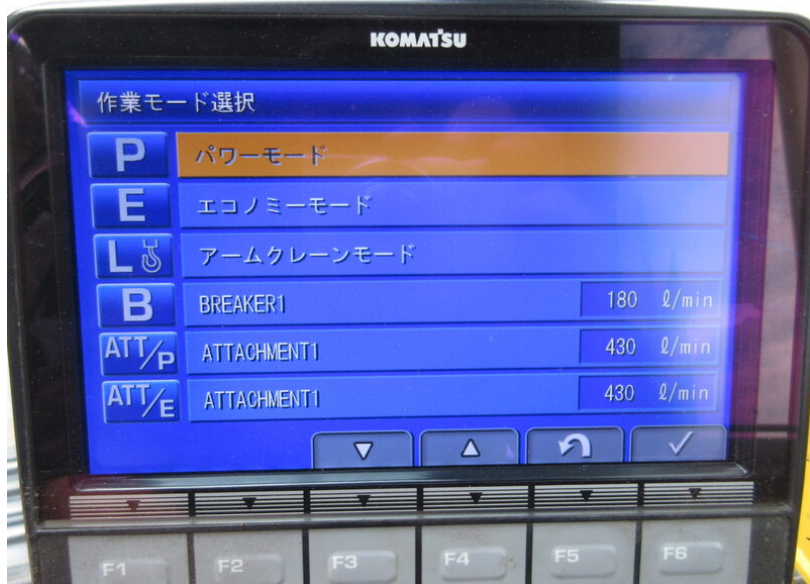 KOMATSU
作業モード選択
P パワーモード
E エコノミーモード
L アームクレーンモード
B BREAKER1 180 ℓ/min
ATT/P ATTACHMENT1 430 ℓ/min
ATT/E ATTACHMENT1 430 ℓ/min
F1 F2 F3 F4 F5 F6